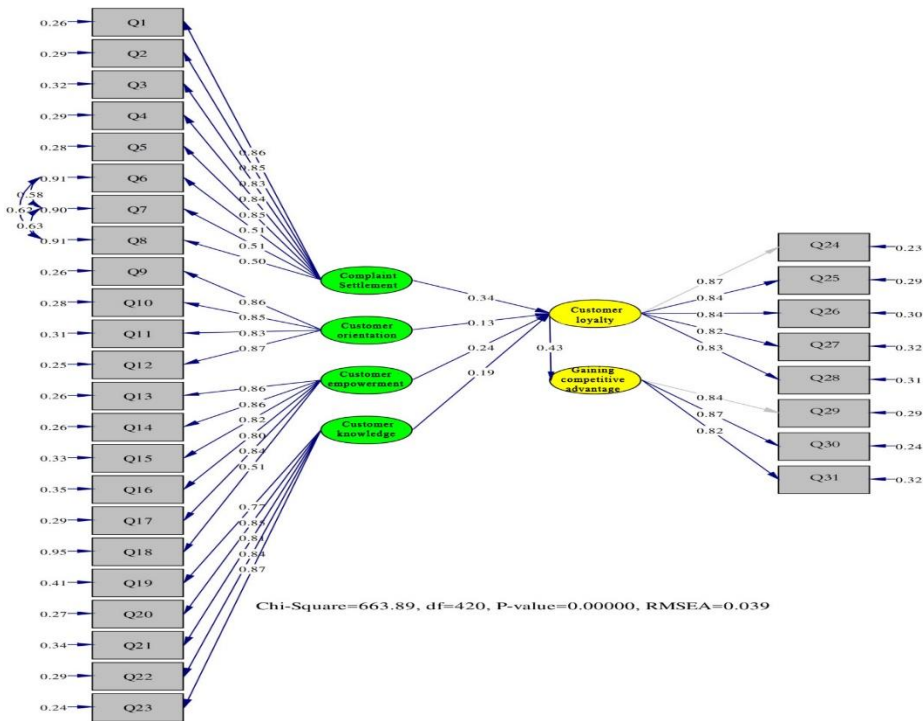 0.26 Q1
0.29 Q2
0.32 Q3
0.29 Q4
0.28 Q5
0.91 Q6
0.58
0.62 0.90 Q7
0.63
0.91 Q8
0.26 Q9
0.28 Q10
0.31 Q11
0.25 Q12
0.26 Q13
0.26 Q14
0.33 Q15
0.35 Q16
0.29 Q17
0.95 Q18
0.41 Q19
0.27 Q20
0.34 Q21
0.29 Q22
0.24 Q23
0.86
0.85
0.83
0.84
0.85
0.51
0.51
0.50
0.86
0.85
0.83
0.87
0.86
0.86
0.82
0.80
0.84
0.51
0.77
0.81
0.84
0.87
Complaint
Settlement
Customer
orientation
Customer
empowerment
Customer
knowledge
0.34
0.13
0.24
0.19
Customer
loyalty
0.43
Gaining
competitive
advantage
0.87
0.84
0.84
0.82
0.83
0.84
0.87
0.82
Q24 0.23
Q25 0.29
Q26 0.30
Q27 0.32
Q28 0.31
Q29 0.29
Q30 0.24
Q31 0.32
Chi-Square=663.89, df=420, P-value=0.00000, RMSEA=0.039